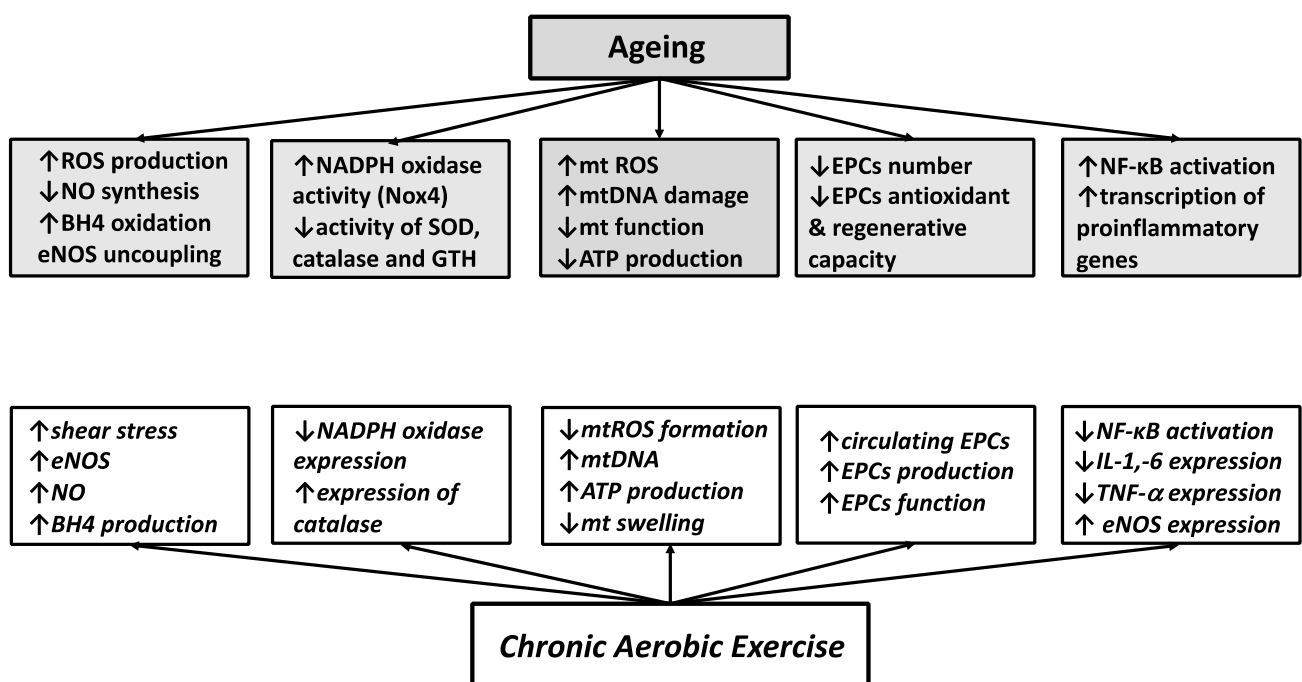 Ageing
↑ROS production
↓NO synthesis
↑BH4 oxidation
eNOS uncoupling
↑NADPH oxidase
activity (Nox4)
↓activity of SOD,
catalase and GTH
↑mt ROS
↑mtDNA damage
↓mt function
↓ATP production
↓EPCs number
↓EPCs antioxidant
& regenerative
capacity
↑NF-κB activation
↑transcription of
proinflammatory
genes
↑shear stress
↑eNOS
↑NO
↑BH4 production
↓NADPH oxidase
expression
↑expression of
catalase
↓mtROS formation
↑mtDNA
↑ATP production
↓mt swelling
↑circulating EPCs
↑EPCs production
↑EPCs function
↓NF-κB activation
↓IL-1,-6 expression
↓TNF-α expression
↑ eNOS expression
Chronic Aerobic Exercise